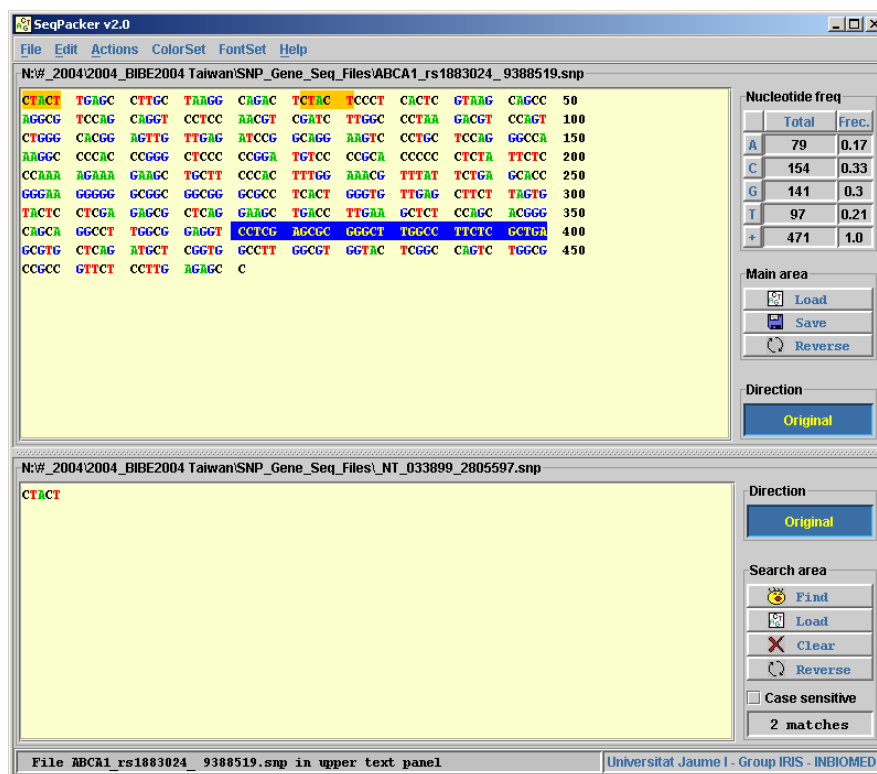 SeqPacker v2.0
File Edit Actions ColorSet FontSet Help
N:\#_2004\2004_BIBE2004 Taiwan\SNP_Gene_Seq_Files\ABCA1_rs1883024_ 9388519.snp
CTACT TGAGC CTTGC TAAGG CAGAC TCTAC TCCCT CACTC GTAAG CAGCC 50
AGGCG TCCAG CAGGT CCTCC AACGT CGATC TTGGC CCTAA GACGT CCAGT 100
CTGGG CACGG AGTTG TTGAG ATCCG GCAGG AAGTC CCTGC TCCAG GGCCA 150
AAGGC CCCAC CCGGG CTCCC CCGGA TGTCC CCGCA CCCCC CTCTA TTCTC 200
CCAAA AGAAA GAAGC TGCTT CCCAC TTTGG AAACG TTTAT TCTGA GCACC 250
GGGAA GGGGG GCGGC GGCGG GCGCC TCACT GGGTG TTGAG CTTCT TAGTG 300
TACTC CTCGA GAGCG CTCAG GAAGC TGACC TTGAA GCTCT CCAGC ACGGG 350
CAGCA GGCCT TGGCG GAGGT CCTCG AGCGC GGGCT TGGCC TTCTC GCTGA 400
GCGTG CTCAG ATGCT CGGTG GCCTT GGCGT GGTAC TCGGC CAGTC TGGCG 450
CCGCC GTTCT CCTTG AGAGC C
Nucleotide freq
Total Frec.
A 79 0.17
C 154 0.33
G 141 0.3
T 97 0.21
+ 471 1.0
Main area
Load
Save
Reverse
Direction
Original
N:\#_2004\2004_BIBE2004 Taiwan\SNP_Gene_Seq_Files\_NT_033899_2805597.snp
CTACT
Direction
Original
Search area
Find
Load
Clear
Reverse
Case sensitive
2 matches
File ABCA1_rs1883024_ 9388519.snp in upper text panel
Universitat Jaume I - Group IRIS - INBIOMED